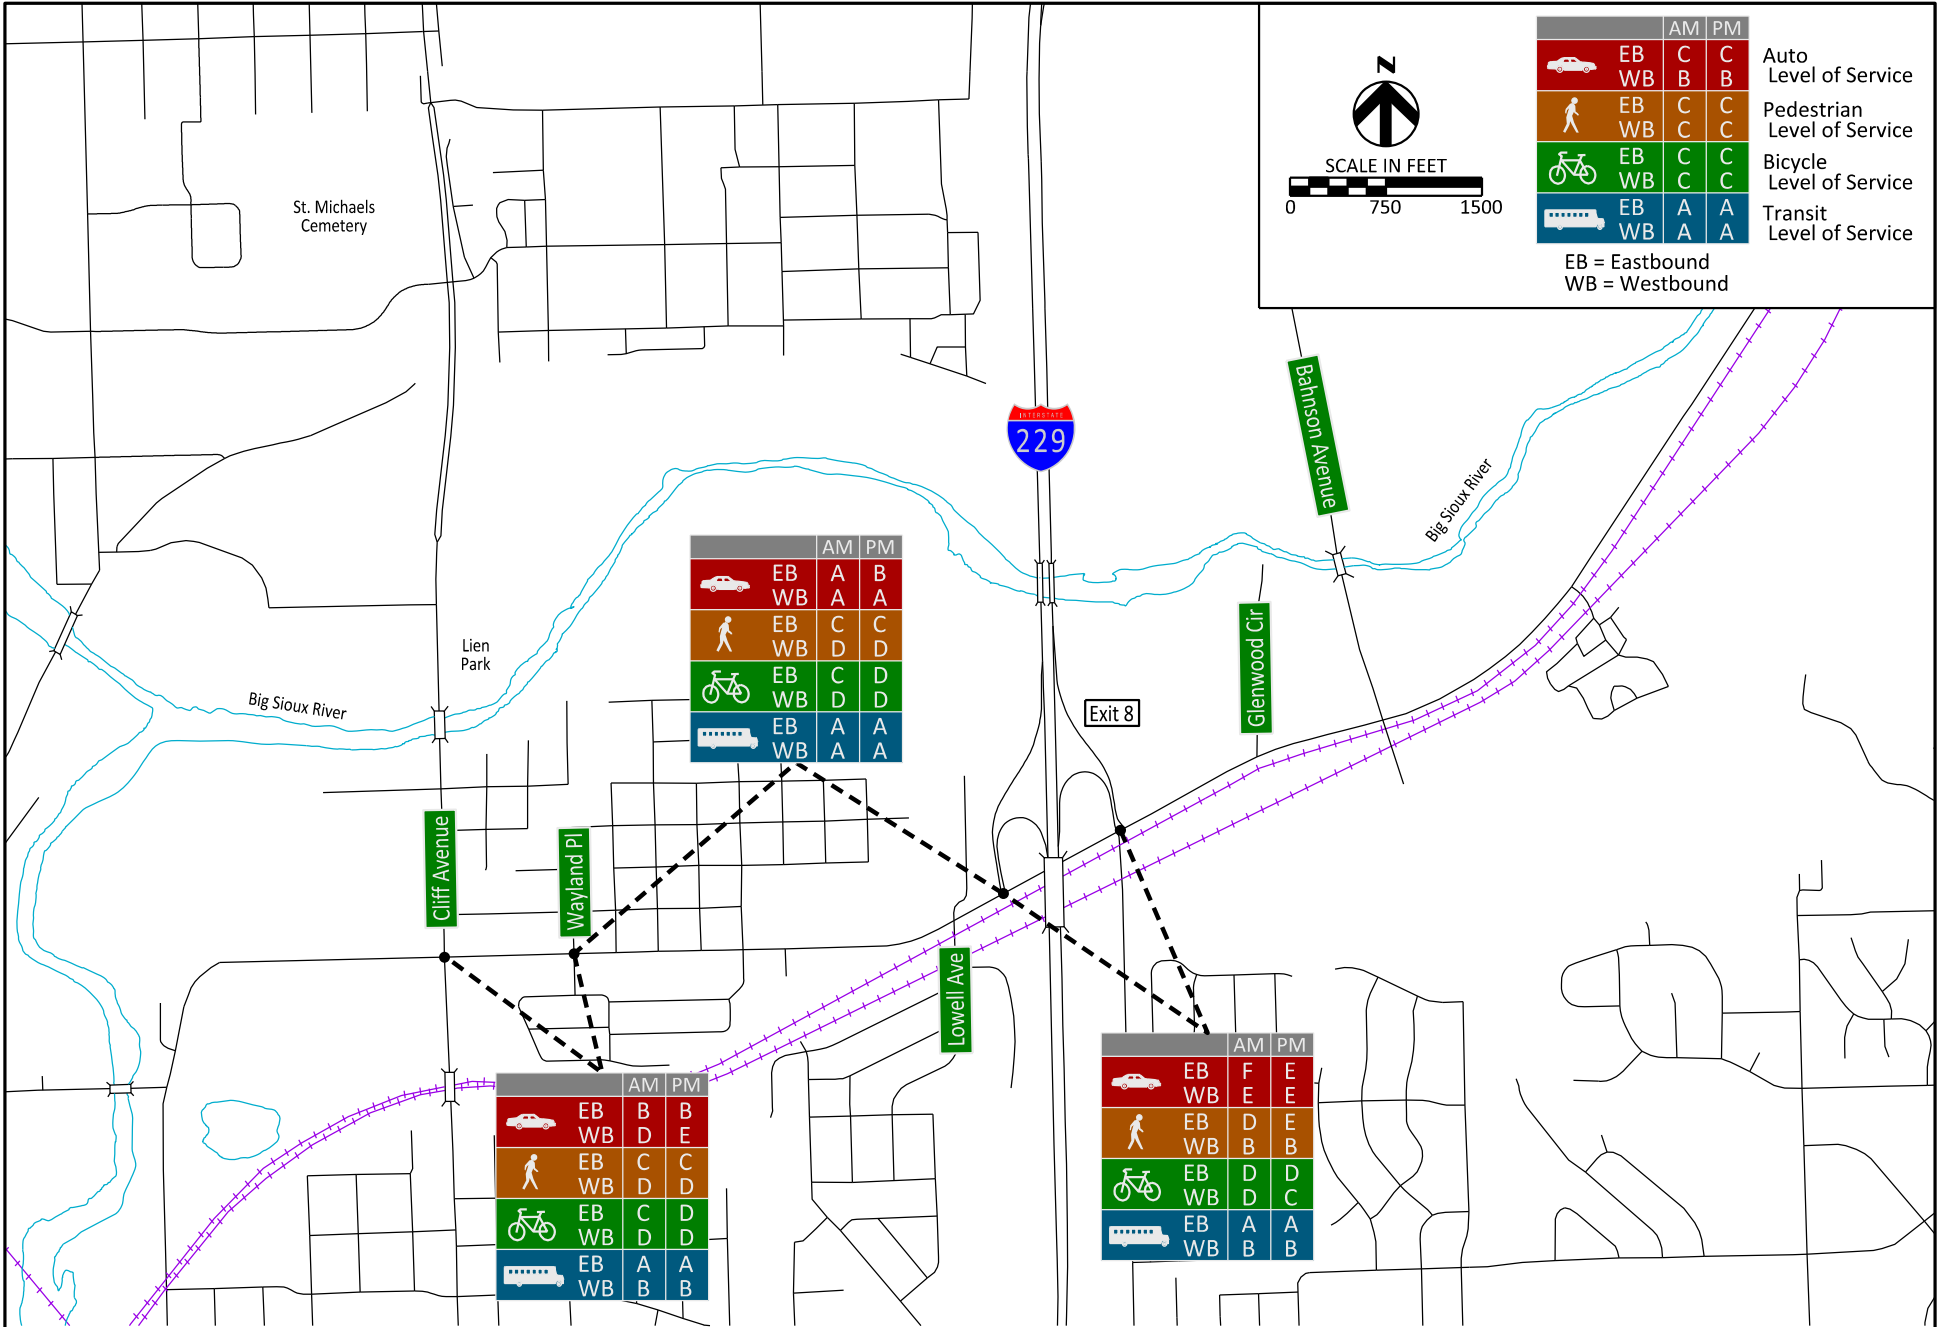 AM PM
EB C C
WB B B
Auto
Level of Service
EB C C
WB C C
Pedestrian
Level of Service
EB C C
WB C C
Bicycle
Level of Service
EB A A
WB A A
Transit
Level of Service
EB = Eastbound
WB = Westbound
N
SCALE IN FEET
0 750 1500
St. Michaels
Cemetery
INTERSTATE
229
Bahnson Avenue
Big Sioux River
AM PM
EB A B
WB A A
EB C C
WB D D
EB C D
WB D D
EB A A
WB A A
Lien
Park
Big Sioux River
Glenwood Cir
Exit 8
Cliff Avenue
Wayland Pl
Lowell Ave
AM PM
EB B B
WB D E
EB C C
WB D D
EB C D
WB D D
EB A A
WB B B
AM PM
EB F E
WB E E
EB D E
WB B B
EB D D
WB D C
EB A A
WB B B